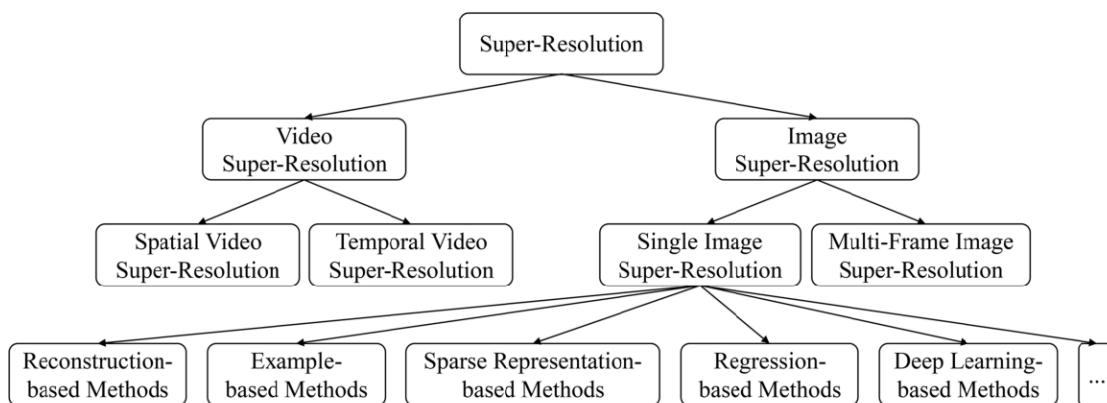 Super-Resolution
Video
Super-Resolution
Image
Super-Resolution
Spatial Video
Super-Resolution
Temporal Video
Super-Resolution
Single Image
Super-Resolution
Multi-Frame Image
Super-Resolution
Reconstruction-
based Methods
Example-
based Methods
Sparse Representation-
based Methods
Regression-
based Methods
Deep Learning-
based Methods
...